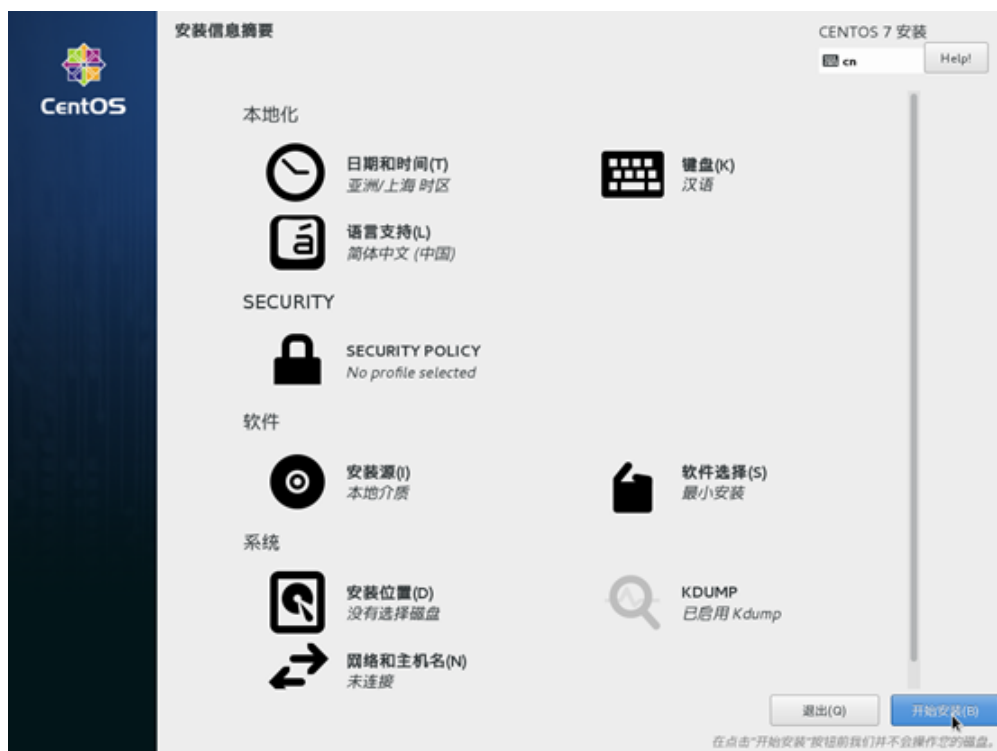 安装信息摘要
CENTOS 7 安装
cn
Help!
CentOS
本地化
日期和时间(T)
亚洲/上海 时区
键盘(K)
汉语
语言支持(L)
简体中文 (中国)
SECURITY
SECURITY POLICY
No profile selected
软件
安装源(I)
本地介质
软件选择(S)
最小安装
系统
安装位置(D)
没有选择磁盘
KDUMP
已启用 Kdump
网络和主机名(N)
未连接
退出(Q)
开始安装(B)
在点击"开始安装"按钮前我们并不会操作您的磁盘。